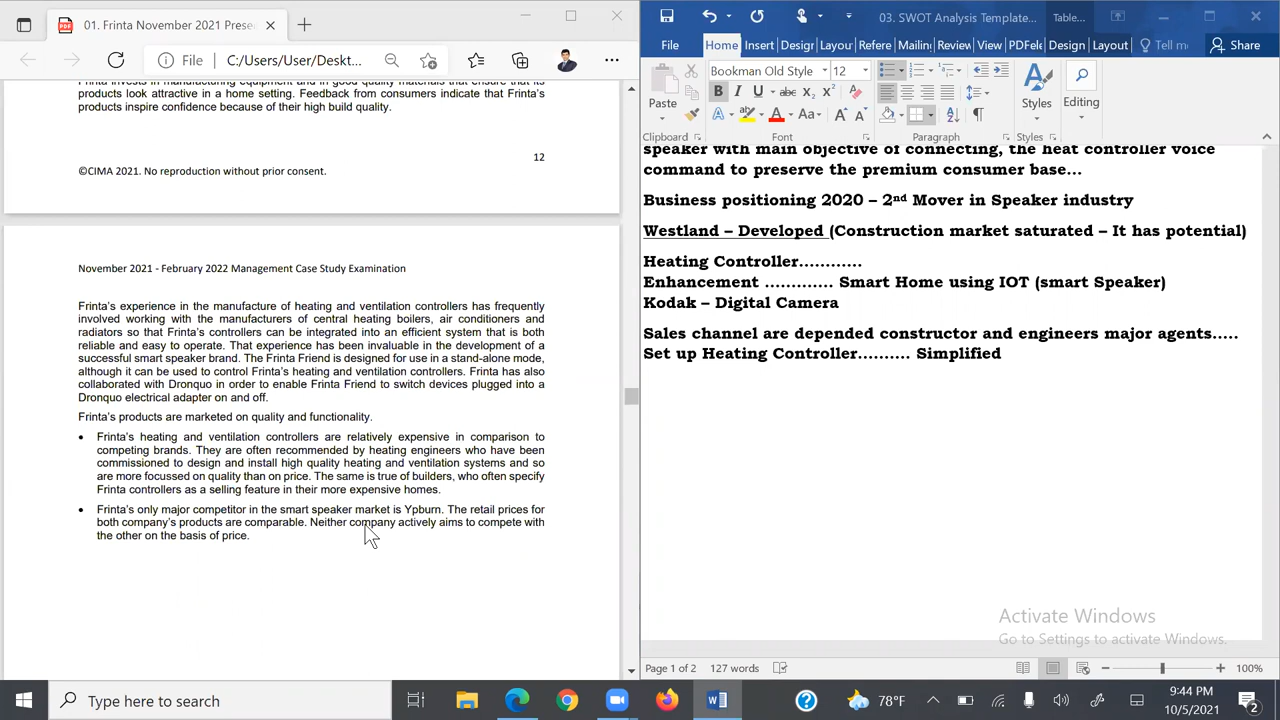 01. Frinta November 2021 Prese
File
C:/Users/User/Deskt...
Frinta involved in
products look attractive in a home setting. Feedback from consumers indicate that Frinta's
products inspire confidence because of their high build quality.
12
©CIMA 2021. No reproduction without prior consent.
November 2021 - February 2022 Management Case Study Examination
Frinta's experience in the manufacture of heating and ventilation controllers has frequently
involved working with the manufacturers of central heating boilers, air conditioners and
radiators so that Frinta's controllers can be integrated into an efficient system that is both
reliable and easy to operate. That experience has been invaluable in the development of a
successful smart speaker brand. The Frinta Friend is designed for use in a stand-alone mode,
although it can be used to control Frinta's heating and ventilation controllers. Frinta has also
collaborated with Dronquo in order to enable Frinta Friend to switch devices plugged into a
Dronquo electrical adapter on and off.
Frinta's products are marketed on quality and functionality.
• Frinta's heating and ventilation controllers are relatively expensive in comparison to
competing brands. They are often recommended by heating engineers who have been
commissioned to design and install high quality heating and ventilation systems and so
are more focussed on quality than on price. The same is true of builders, who often specify
Frinta controllers as a selling feature in their more expensive homes.
• Frinta's only major competitor in the smart speaker market is Ypburn. The retail prices for
both company's products are comparable. Neither company actively aims to compete with
the other on the basis of price.
03. SWOT Analysis Template...
Table...
File Home Insert Design Layou Refere Mailing Review View PDFele Design Layout Tell me Share
Bookman Old Style 12
Paste
B I U abc x₂ x²
A A Aa A A
Styles Editing
Clipboard Font Paragraph Styles
speaker with main objective of connecting, the heat controller voice
command to preserve the premium consumer base...
Business positioning 2020 – 2nd Mover in Speaker industry
Westland – Developed (Construction market saturated – It has potential)
Heating Controller............
Enhancement ............. Smart Home using IOT (smart Speaker)
Kodak – Digital Camera
Sales channel are depended constructor and engineers major agents.....
Set up Heating Controller.......... Simplified
Activate Windows
Go to Settings to activate Windows.
Page 1 of 2 127 words
100%
Type here to search
78°F
9:44 PM
10/5/2021
2